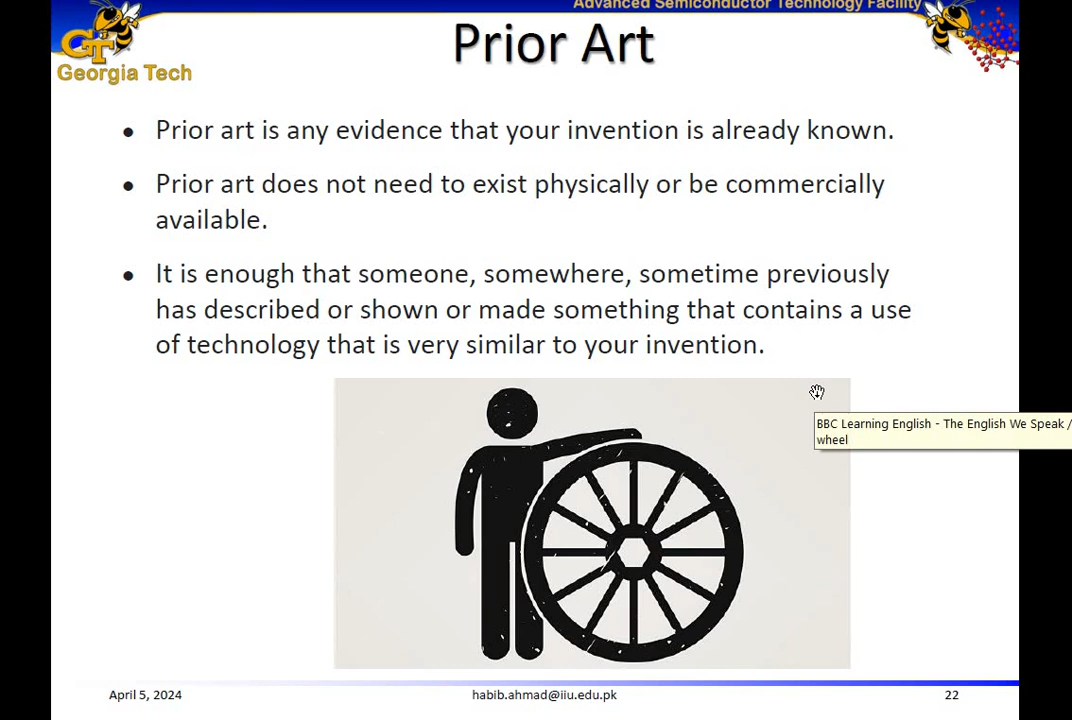 Advanced Semiconductor Technology Facility
GT
Georgia Tech
Prior Art
• Prior art is any evidence that your invention is already known.
• Prior art does not need to exist physically or be commercially
available.
• It is enough that someone, somewhere, sometime previously
has described or shown or made something that contains a use
of technology that is very similar to your invention.
BBC Learning English - The English We Speak /
wheel
April 5, 2024
habib.ahmad@iiu.edu.pk
22